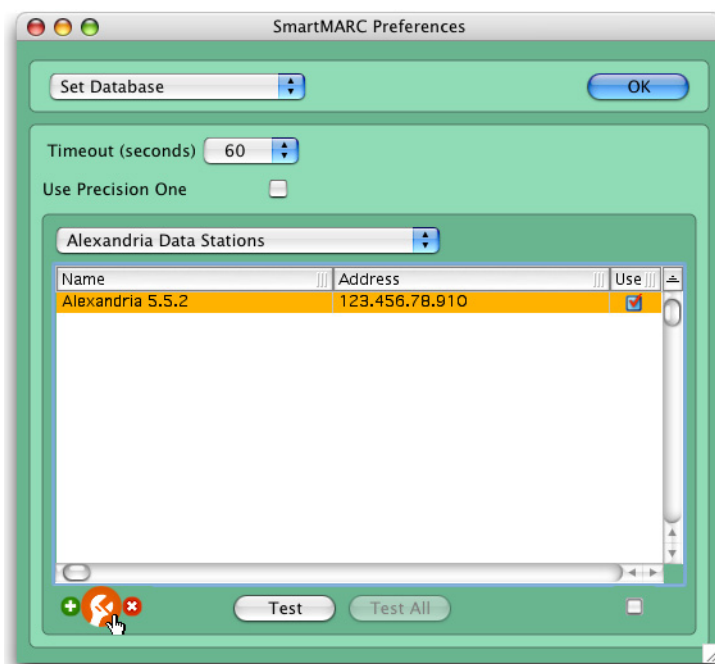 SmartMARC Preferences
Set Database OK
Timeout (seconds) 60
Use Precision One
Alexandria Data Stations
Name Address Use
Alexandria 5.5.2 123.456.78.910
Test Test All